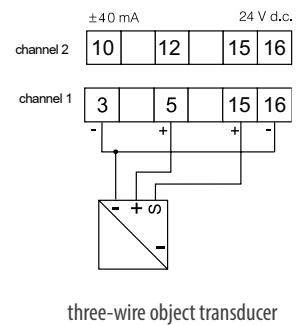 ±40 mA 24 V d.c.
channel 2 10 12 15 16
channel 1 3 5 15 16
- + + -
- + S
-
three-wire object transducer